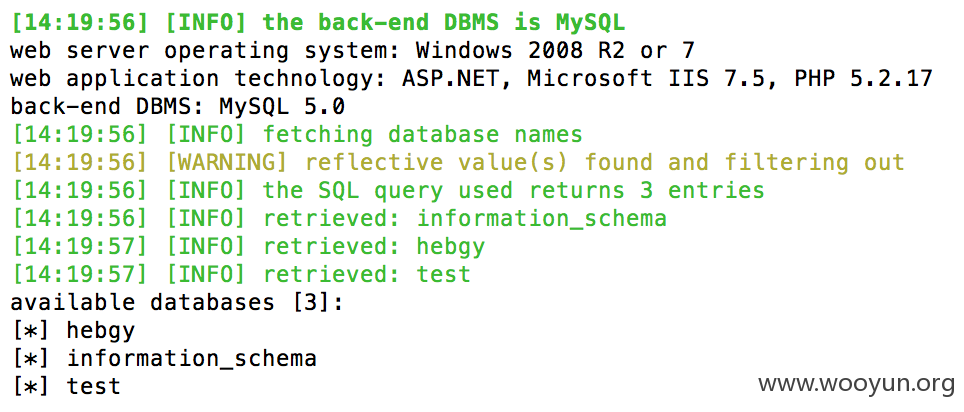 [14:19:56] [INFO] the back-end DBMS is MySQL
web server operating system: Windows 2008 R2 or 7
web application technology: ASP.NET, Microsoft IIS 7.5, PHP 5.2.17
back-end DBMS: MySQL 5.0
[14:19:56] [INFO] fetching database names
[14:19:56] [WARNING] reflective value(s) found and filtering out
[14:19:56] [INFO] the SQL query used returns 3 entries
[14:19:56] [INFO] retrieved: information_schema
[14:19:57] [INFO] retrieved: hebgy
[14:19:57] [INFO] retrieved: test
available databases [3]:
[*] hebgy
[*] information_schema
[*] test
www.wooyun.org